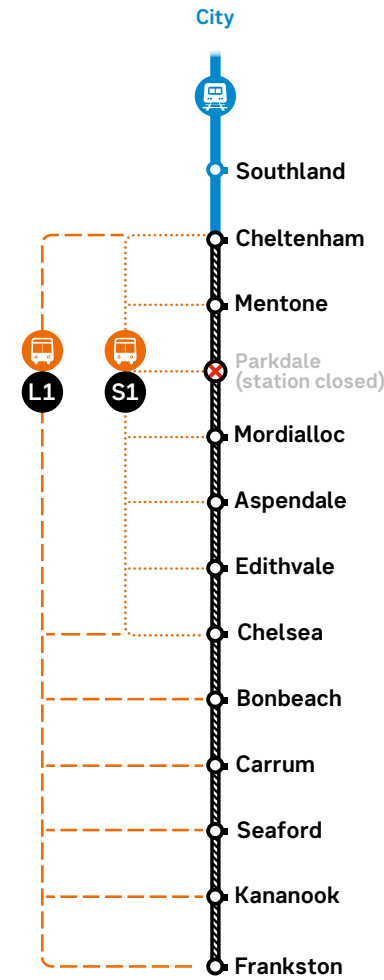 City
Southland
Cheltenham
Mentone
Parkdale
(station closed)
L1
S1
Mordialloc
Aspendale
Edithvale
Chelsea
Bonbeach
Carrum
Seaford
Kananook
Frankston